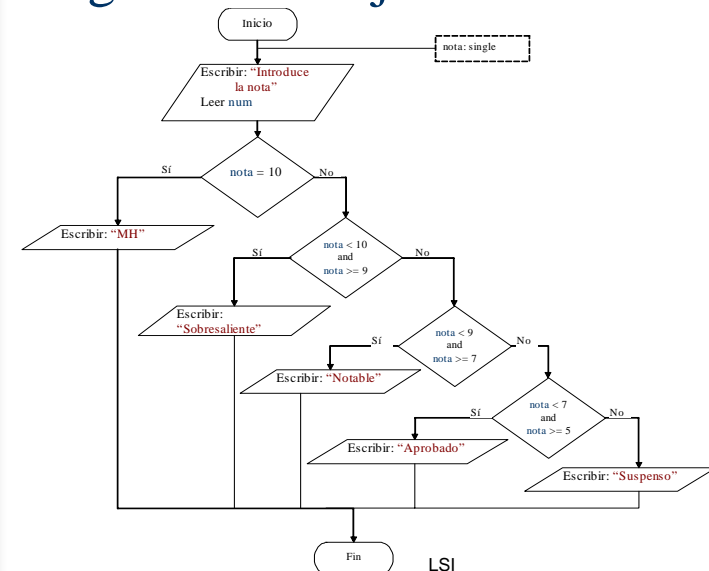 Inicio
nota: single
Escribir: “Introduce
la nota”
Leer num
Sí
nota = 10
No
Escribir: “MH”
Sí
nota < 10
and
nota >= 9
No
Escribir:
“Sobresaliente”
Sí
nota < 9
and
nota >= 7
No
Escribir: “Notable”
Sí
nota < 7
and
nota >= 5
No
Escribir: “Aprobado”
Escribir: “Suspenso”
Fin
LSI